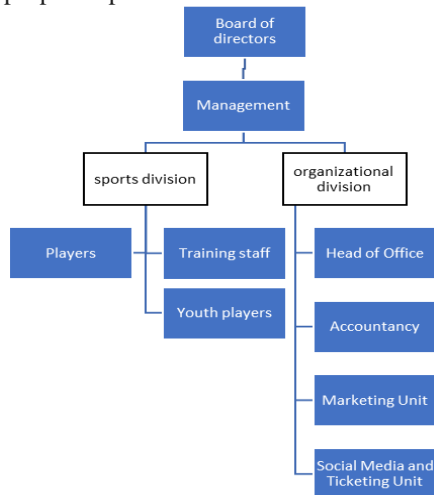 Board of
directors
Management
sports division
organizational
division
Players
Training staff
Head of Office
Youth players
Accountancy
Marketing Unit
Social Media and
Ticketing Unit